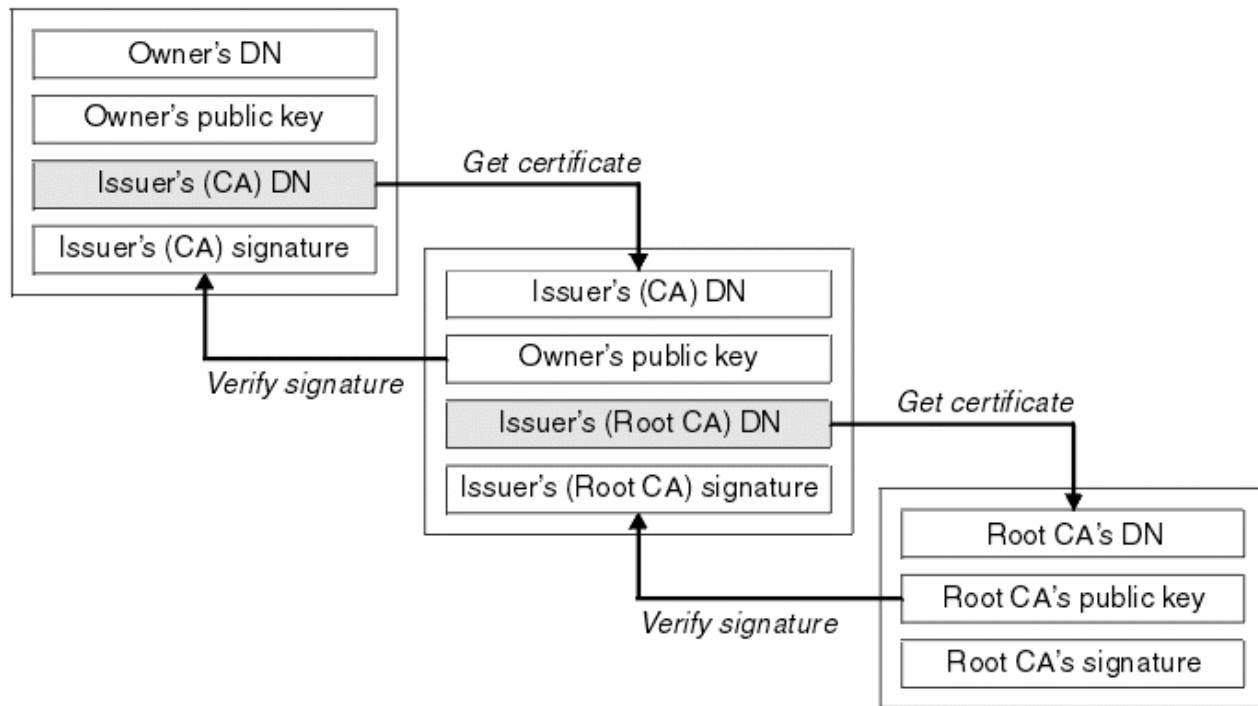 Owner's DN
Owner's public key
Issuer's (CA) DN
Issuer's (CA) signature
Get certificate
Verify signature
Issuer's (CA) DN
Owner's public key
Issuer's (Root CA) DN
Issuer's (Root CA) signature
Get certificate
Verify signature
Root CA's DN
Root CA's public key
Root CA's signature